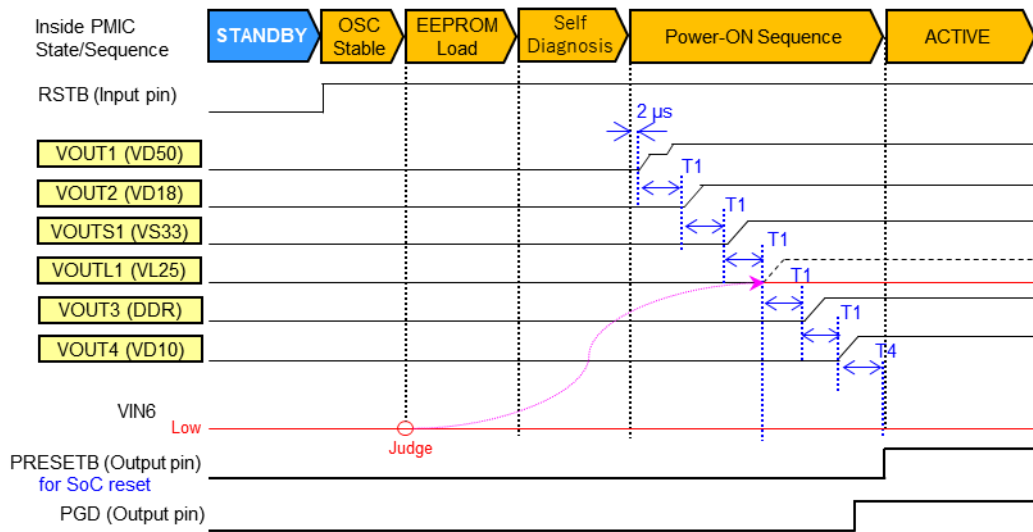 Inside PMIC
State/Sequence
STANDBY
OSC
Stable
EEPROM
Load
Self
Diagnosis
Power-ON Sequence
ACTIVE
RSTB (Input pin)
2 µs
VOUT1 (VD50)
T1
VOUT2 (VD18)
T1
VOUTS1 (VS33)
T1
VOUTL1 (VL25)
T1
VOUT3 (DDR)
T1
VOUT4 (VD10)
T4
VIN6
Low
Judge
PRESETB (Output pin)
for SoC reset
PGD (Output pin)